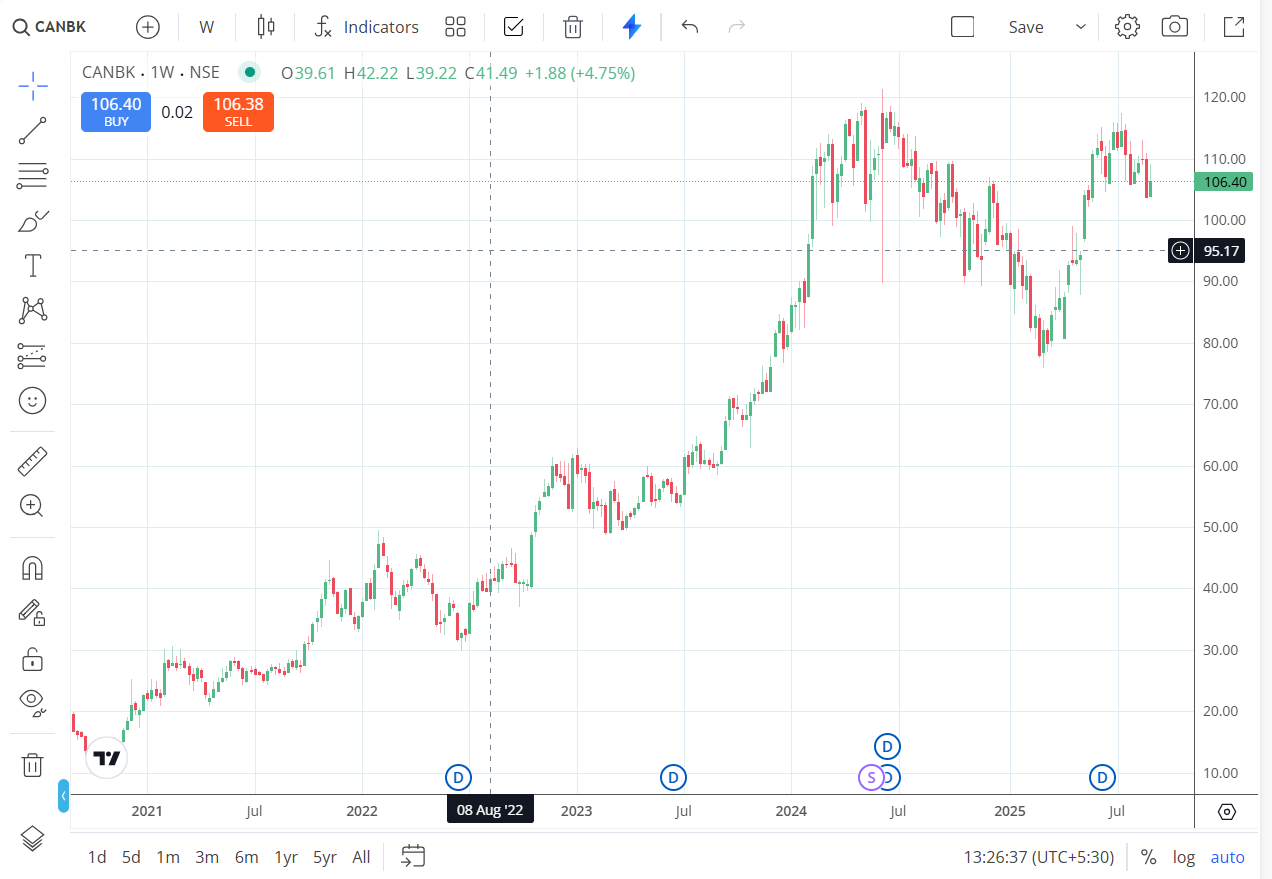 CANBK W Indicators Save
CANBK · 1W · NSE O39.61 H42.22 L39.22 C41.49 +1.88 (+4.75%)
106.40 0.02 106.38
BUY SELL
120.00
110.00
106.40
100.00
95.17
90.00
80.00
70.00
60.00
50.00
40.00
30.00
20.00
10.00
D
D D S D D
2021 Jul 2022 08 Aug '22 2023 Jul 2024 Jul 2025 Jul
1d 5d 1m 3m 6m 1yr 5yr All 13:26:37 (UTC+5:30) % log auto